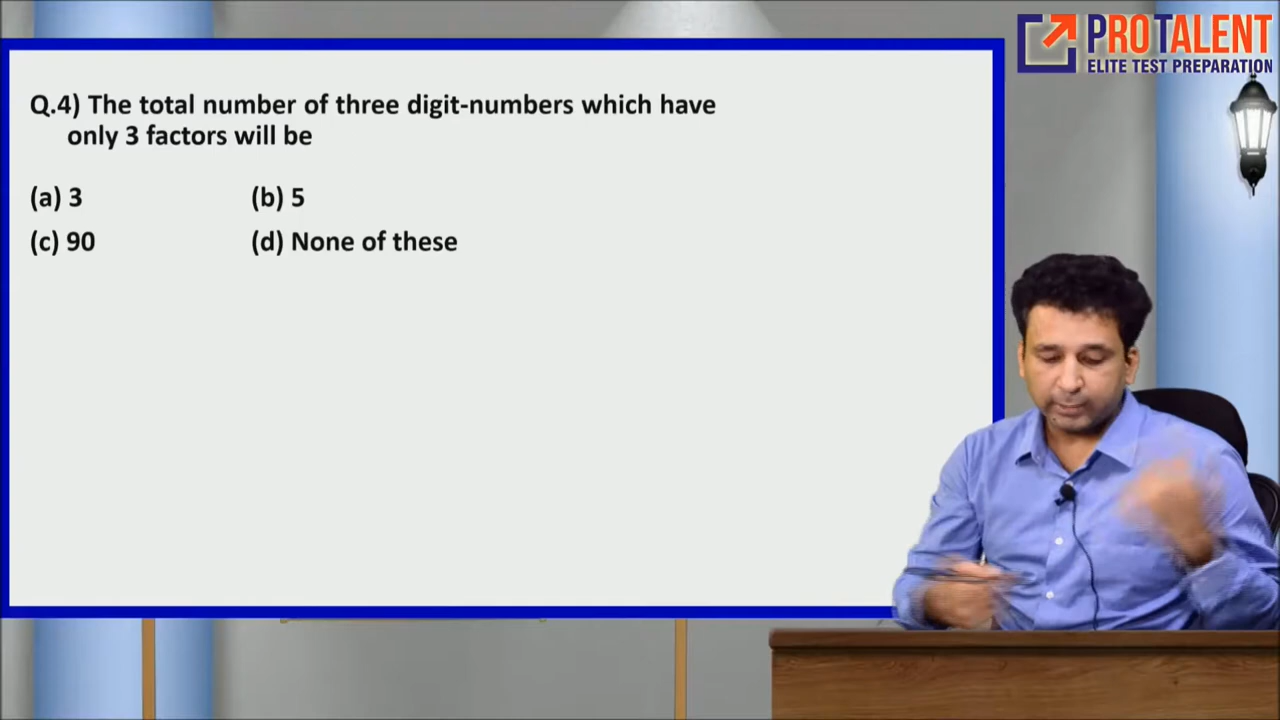 PROTALENT
ELITE TEST PREPARATION
Q.4) The total number of three digit-numbers which have
only 3 factors will be
(a) 3 (b) 5
(c) 90 (d) None of these